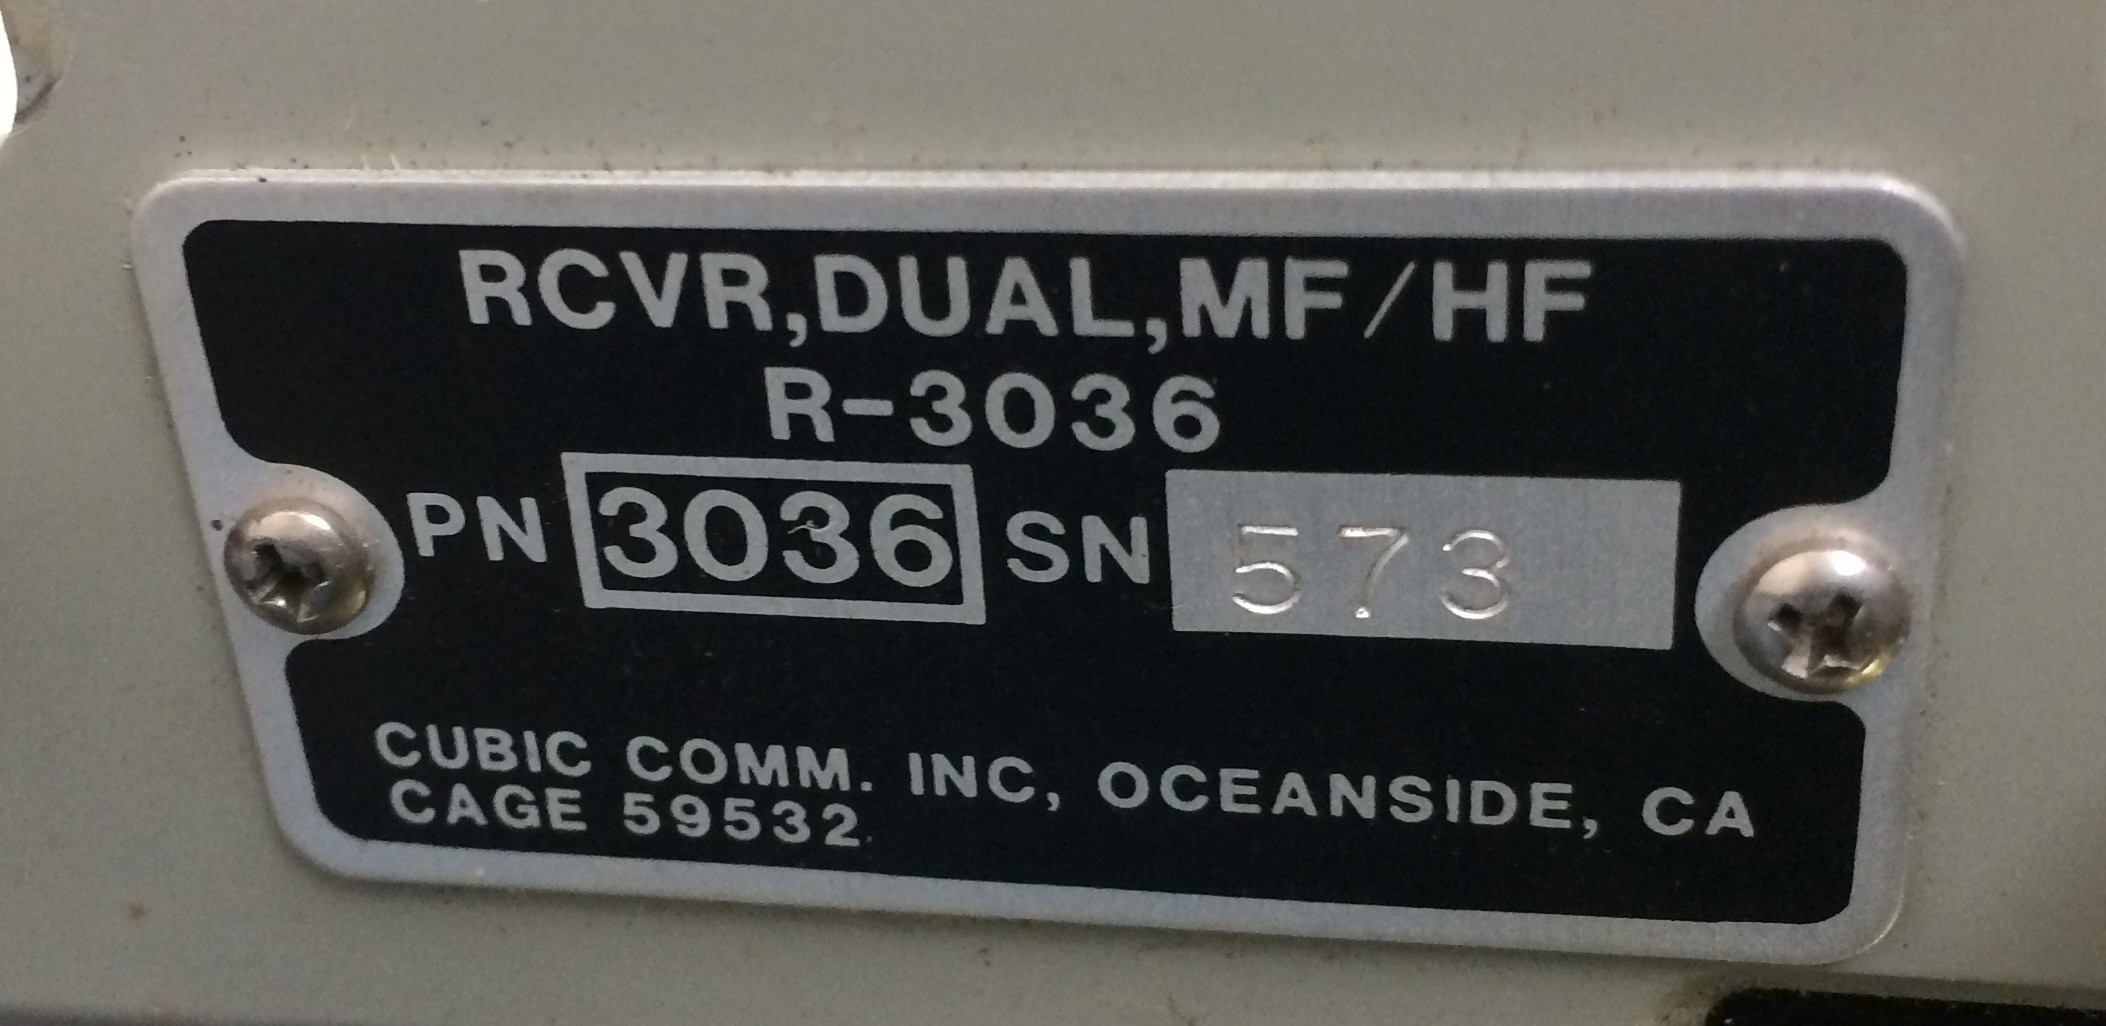 RCVR,DUAL,MF/HF
R-3036
PN 3036 SN 573
CUBIC COMM. INC, OCEANSIDE, CA
CAGE 59532